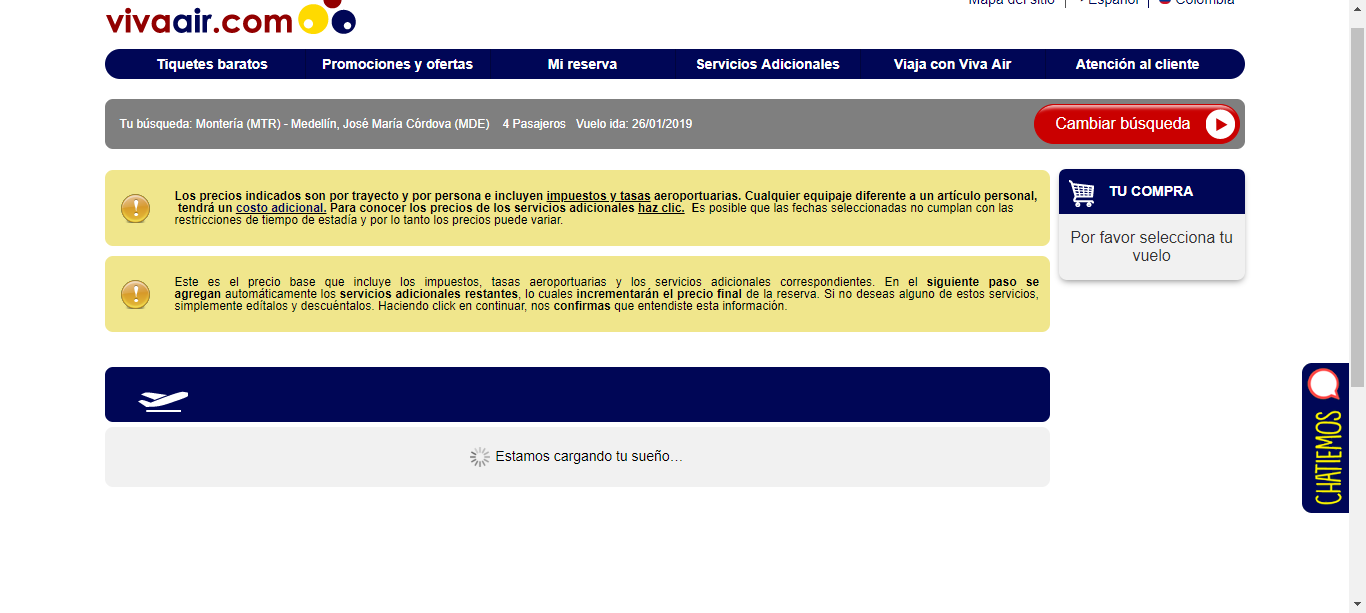 Mapa del sitio | Español | Colombia
vivaair.com
Tiquetes baratos Promociones y ofertas Mi reserva Servicios Adicionales Viaja con Viva Air Atención al cliente
Tu búsqueda: Montería (MTR) - Medellín, José María Córdova (MDE) 4 Pasajeros Vuelo ida: 26/01/2019
Cambiar búsqueda
Los precios indicados son por trayecto y por persona e incluyen impuestos y tasas aeroportuarias. Cualquier equipaje diferente a un artículo personal,
tendrá un costo adicional. Para conocer los precios de los servicios adicionales haz clic. Es posible que las fechas seleccionadas no cumplan con las
restricciones de tiempo de estadía y por lo tanto los precios puede variar.
TU COMPRA
Por favor selecciona tu
vuelo
Este es el precio base que incluye los impuestos, tasas aeroportuarias y los servicios adicionales correspondientes. En el siguiente paso se
agregan automáticamente los servicios adicionales restantes, lo cuales incrementarán el precio final de la reserva. Si no deseas alguno de estos servicios,
simplemente edítalos y descuéntalos. Haciendo click en continuar, nos confirmas que entendiste esta información.
Estamos cargando tu sueño…
CHATIEMOS